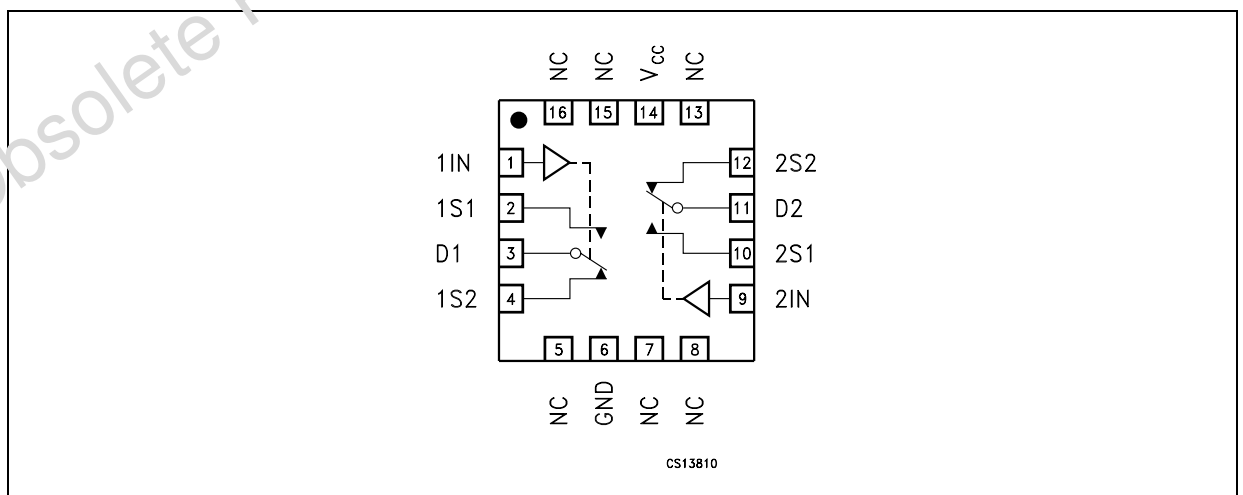 obsolete
NC NC VCC NC
16 15 14 13
1IN 1 12 2S2
1S1 2 11 D2
D1 3 10 2S1
1S2 4 9 2IN
5 6 7 8
NC GND NC NC
CS13810